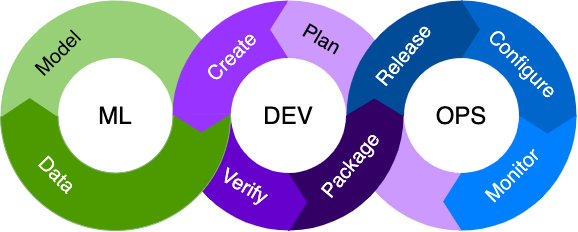 Model
ML
Data
Create
Plan
DEV
Verify
Package
Release
Configure
OPS
Monitor